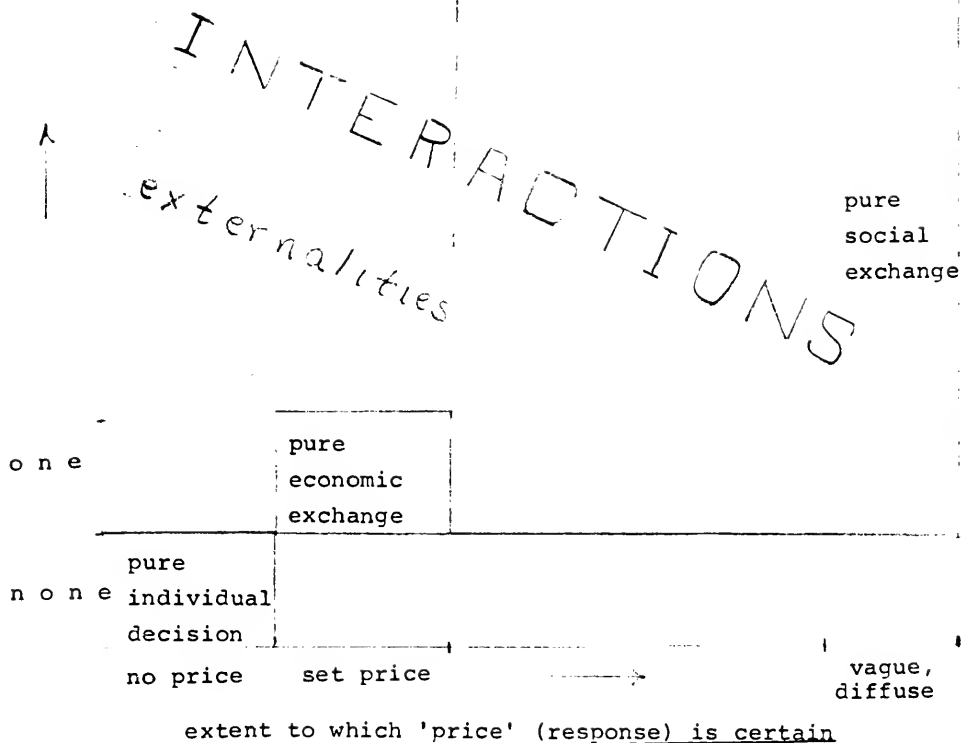 INTERACTIONS
externalities
pure
social
exchange
one
pure
economic
exchange
none
pure
individual
decision
no price
set price
vague,
diffuse
extent to which 'price' (response) is certain